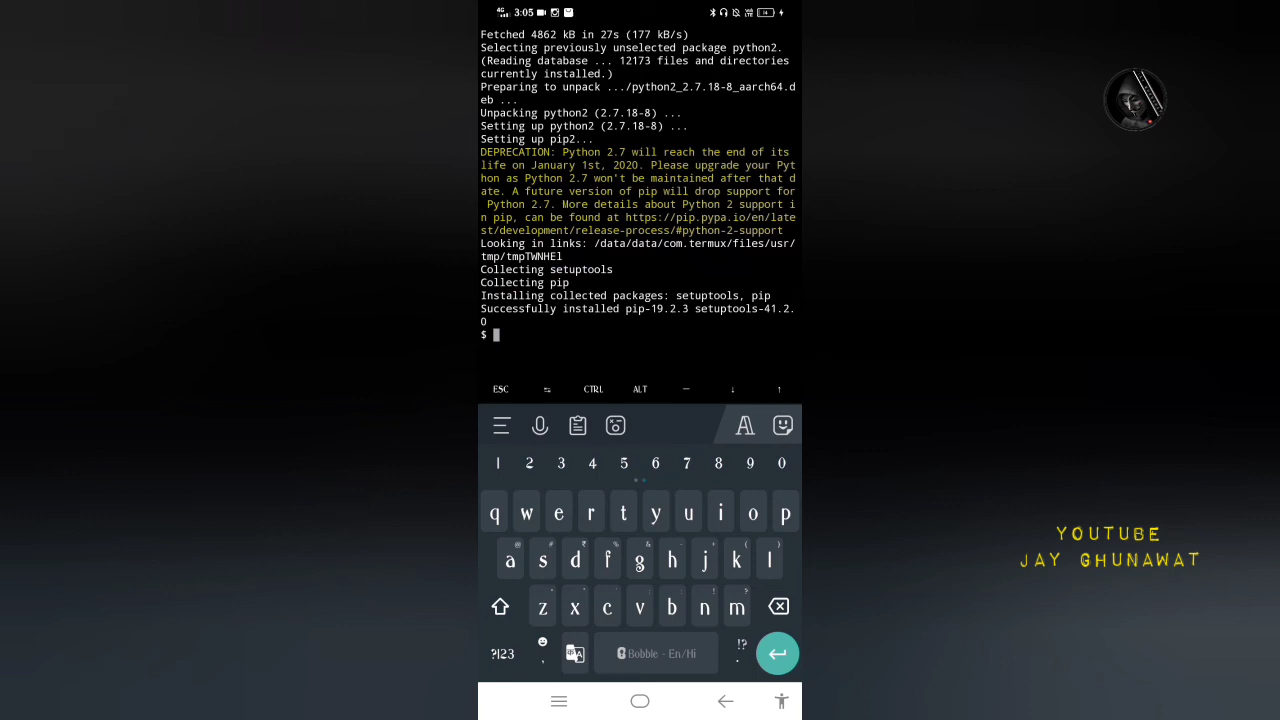 4G 3:05 VoLTE 14
Fetched 4862 kB in 27s (177 kB/s)
Selecting previously unselected package python2.
(Reading database ... 12173 files and directories
currently installed.)
Preparing to unpack .../python2_2.7.18-8_aarch64.d
eb ...
Unpacking python2 (2.7.18-8) ...
Setting up python2 (2.7.18-8) ...
Setting up pip2...
DEPRECATION: Python 2.7 will reach the end of its
life on January 1st, 2020. Please upgrade your Pyt
hon as Python 2.7 won't be maintained after that d
ate. A future version of pip will drop support for
Python 2.7. More details about Python 2 support i
n pip, can be found at https://pip.pypa.io/en/late
st/development/release-process/#python-2-support
Looking in links: /data/data/com.termux/files/usr/
tmp/tmpTWNHEl
Collecting setuptools
Collecting pip
Installing collected packages: setuptools, pip
Successfully installed pip-19.2.3 setuptools-41.2.
0
$
ESC CTRL ALT — ↓ ↑
1 2 3 4 5 6 7 8 9 0
q w e r t y u i o p
@ # ₹ % & - + ( )
a s d f g h j k l
z x c v b n m
?123 , Bobble - En/Hi !? .
YOUTUBE
JAY GHUNAWAT